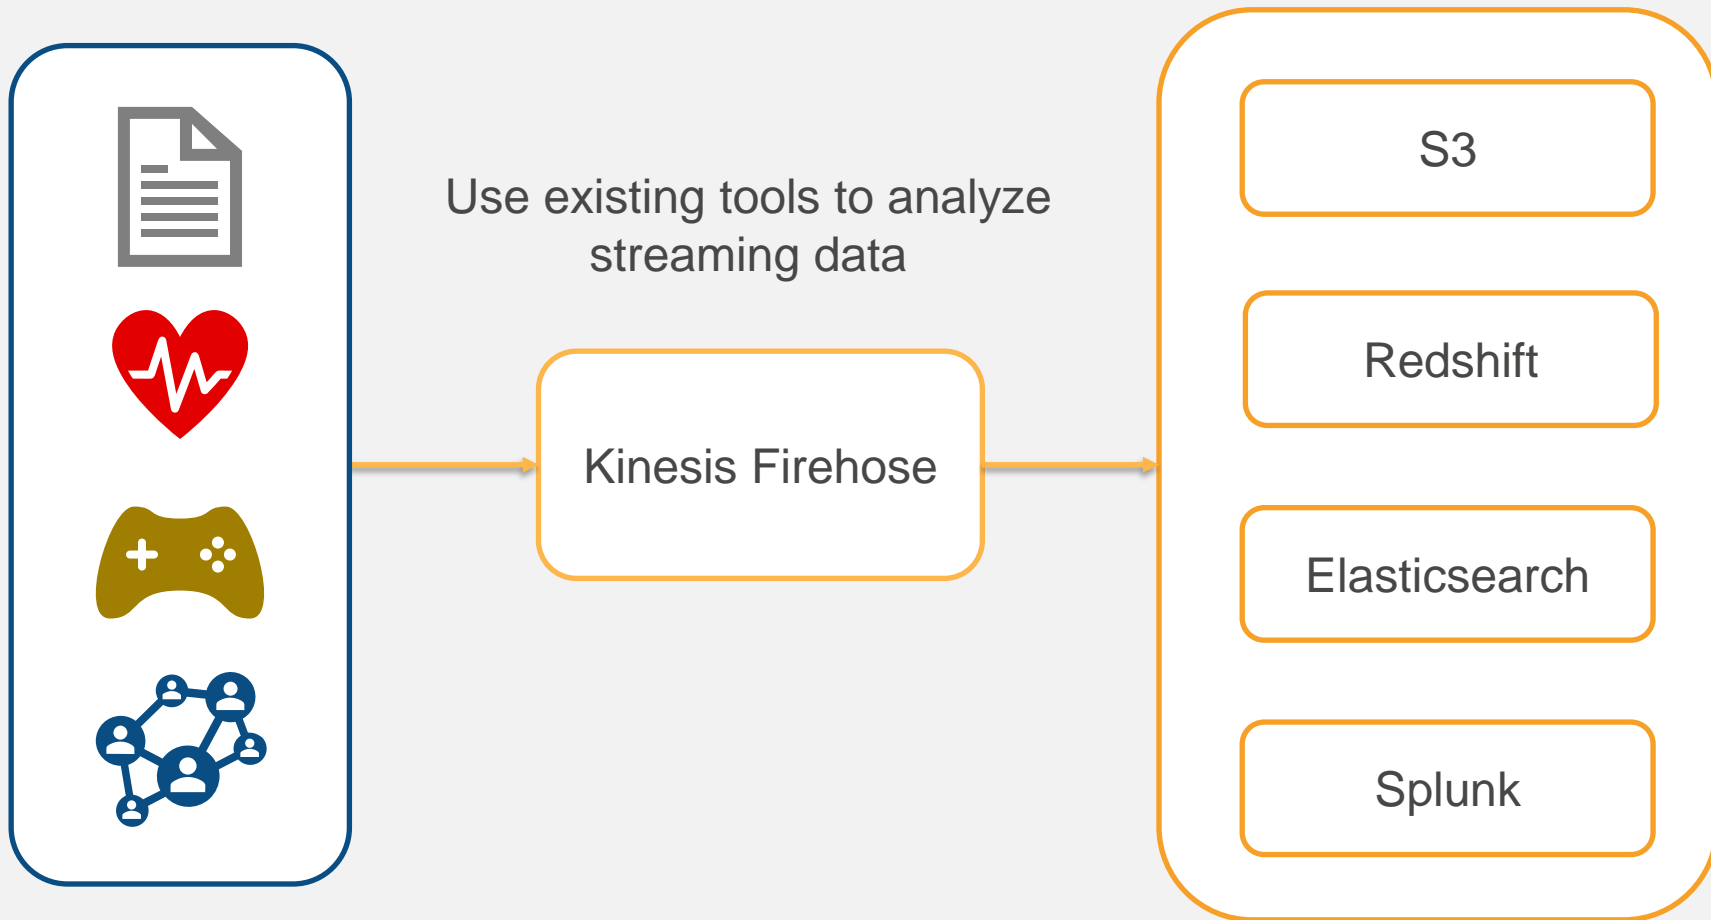 Use existing tools to analyze
streaming data
Kinesis Firehose
S3
Redshift
Elasticsearch
Splunk